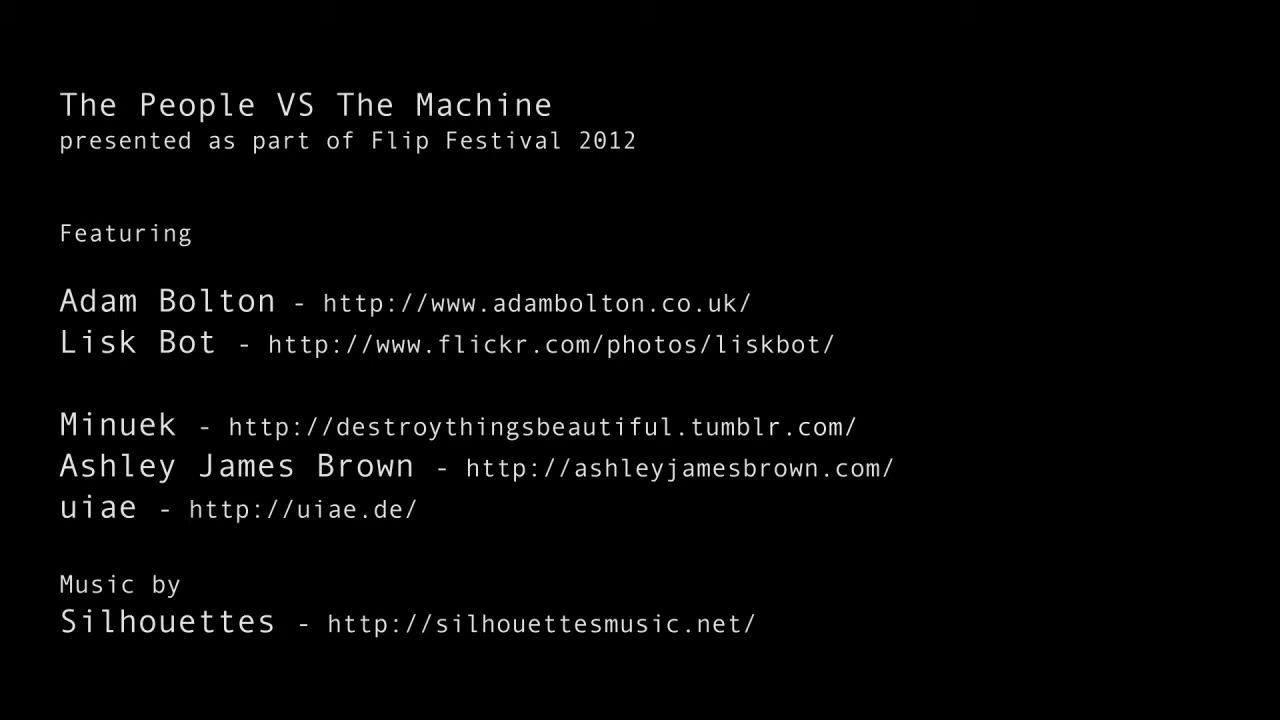 The People VS The Machine
presented as part of Flip Festival 2012
Featuring
Adam Bolton - http://www.adambolton.co.uk/
Lisk Bot - http://www.flickr.com/photos/liskbot/
Minuek - http://destroythingsbeautiful.tumblr.com/
Ashley James Brown - http://ashleyjamesbrown.com/
uiae - http://uiae.de/
Music by
Silhouettes - http://silhouettesmusic.net/